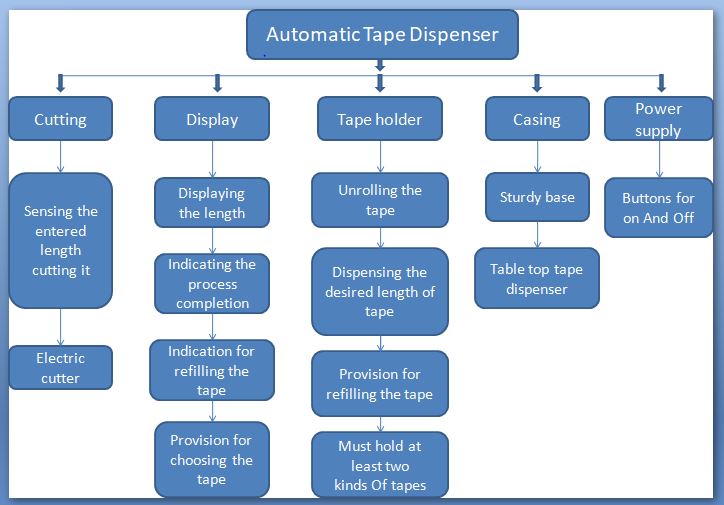 Automatic Tape Dispenser
Cutting
Display
Tape holder
Casing
Power
supply
Sensing the
entered
length
cutting it
Electric
cutter
Displaying
the length
Indicating the
process
completion
Indication for
refilling the
tape
Provision for
choosing the
tape
Unrolling the
tape
Dispensing the
desired length of
tape
Provision for
refilling the tape
Must hold at
least two
kinds Of tapes
Sturdy base
Table top tape
dispenser
Buttons for
on And Off